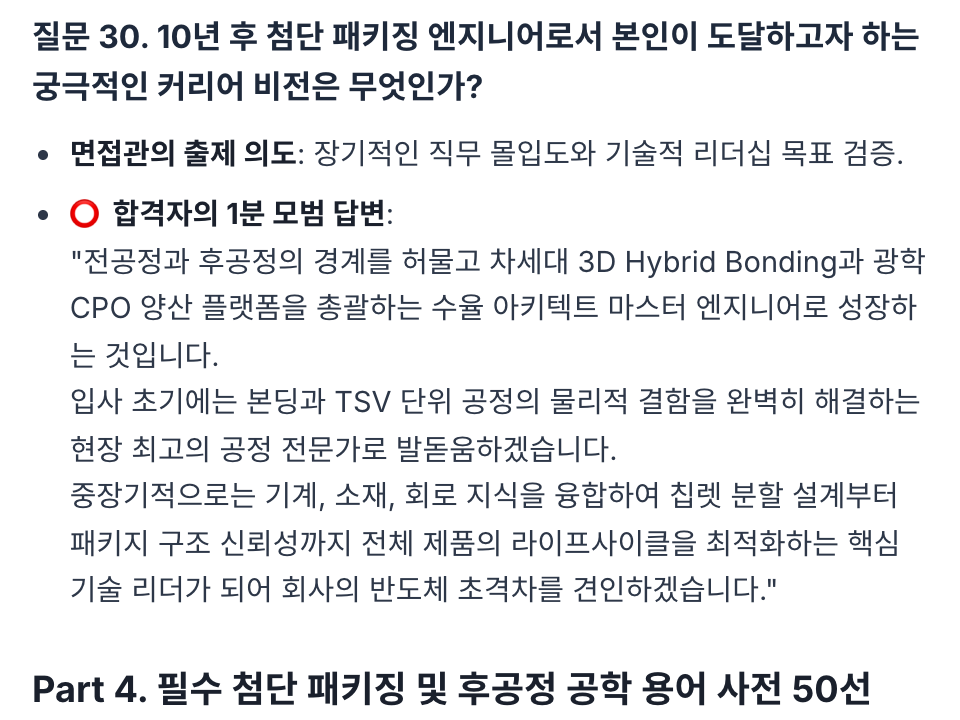 질문 30. 10년 후 첨단 패키징 엔지니어로서 본인이 도달하고자 하는
궁극적인 커리어 비전은 무엇인가?
• 면접관의 출제 의도: 장기적인 직무 몰입도와 기술적 리더십 목표 검증.
• ⭕ 합격자의 1분 모범 답변:
"전공정과 후공정의 경계를 허물고 차세대 3D Hybrid Bonding과 광학
CPO 양산 플랫폼을 총괄하는 수율 아키텍트 마스터 엔지니어로 성장하
는 것입니다.
입사 초기에는 본딩과 TSV 단위 공정의 물리적 결함을 완벽히 해결하는
현장 최고의 공정 전문가로 발돋움하겠습니다.
중장기적으로는 기계, 소재, 회로 지식을 융합하여 칩렛 분할 설계부터
패키지 구조 신뢰성까지 전체 제품의 라이프사이클을 최적화하는 핵심
기술 리더가 되어 회사의 반도체 초격차를 견인하겠습니다."
Part 4. 필수 첨단 패키징 및 후공정 공학 용어 사전 50선